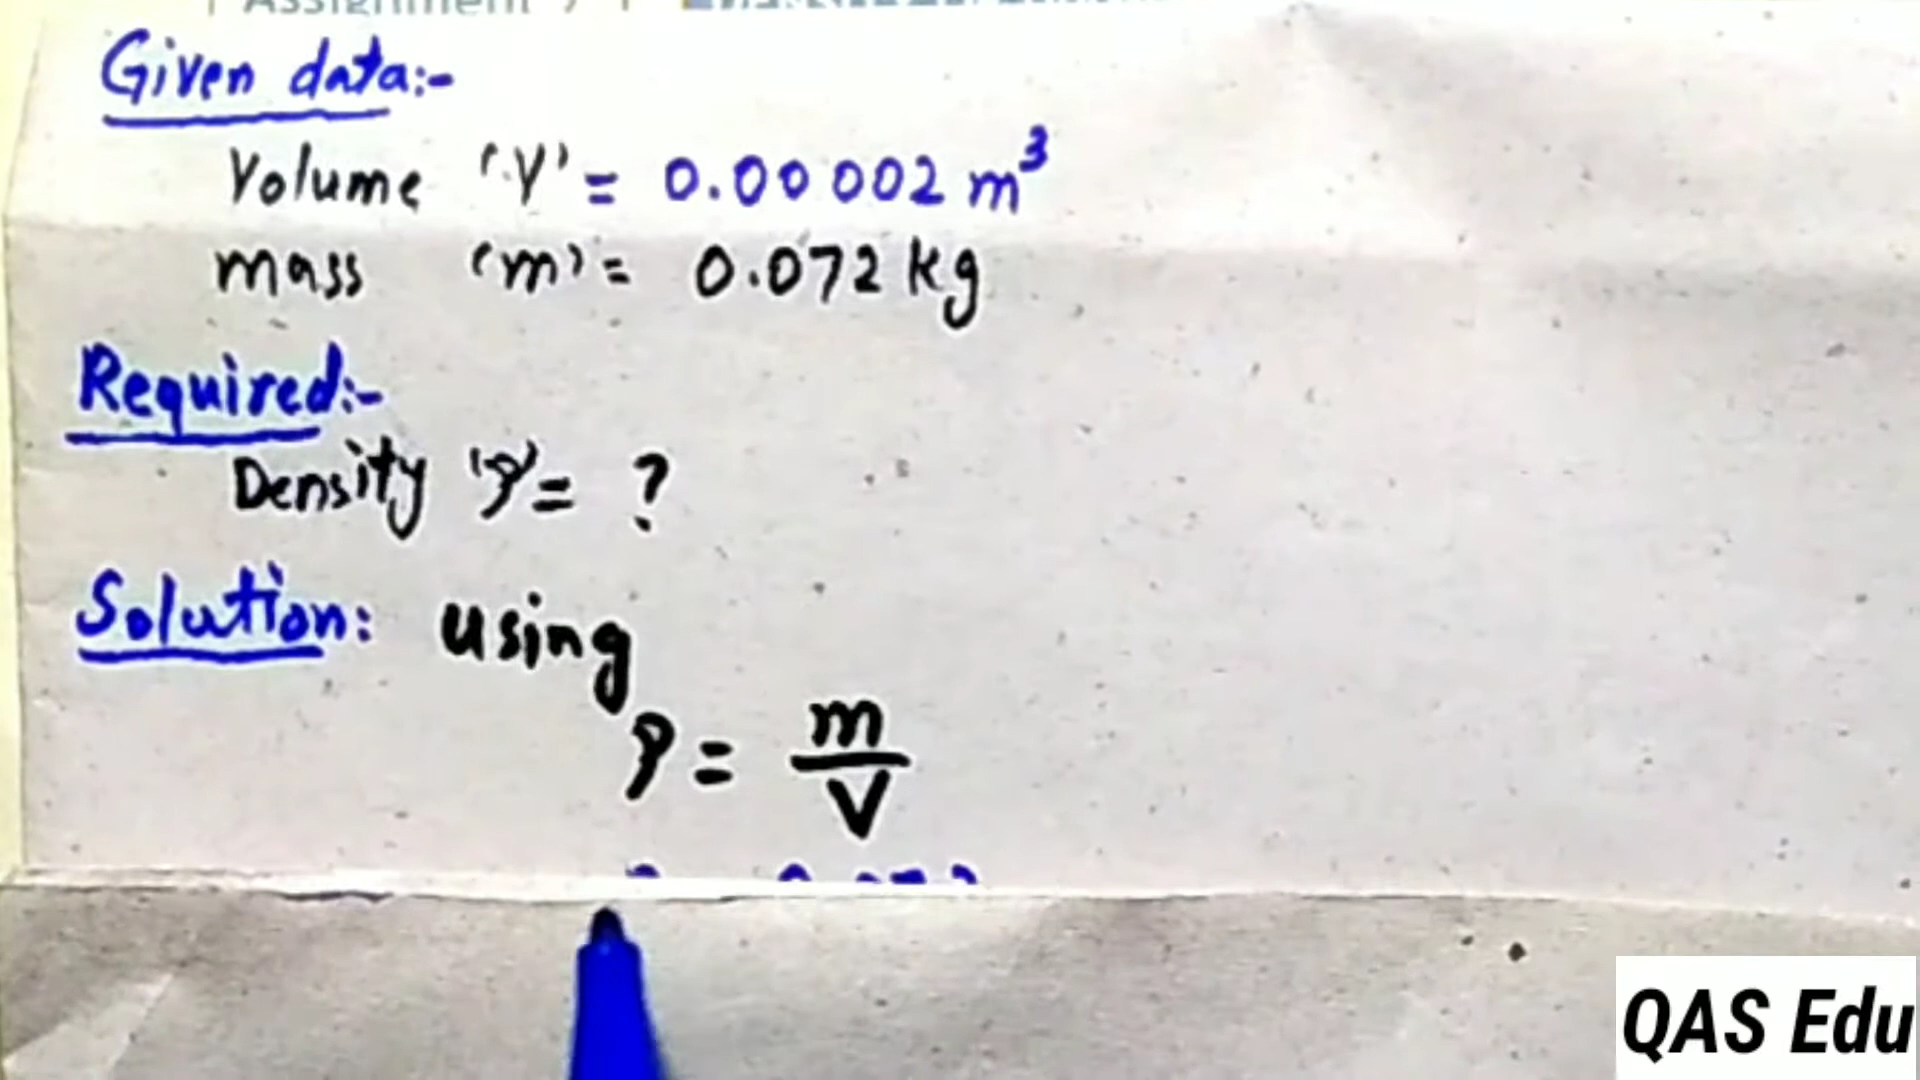 Given data:-
Volume 'V' = 0.00002 m³
mass 'm' = 0.072 kg
Required:-
Density 'ρ' = ?
Solution: using
ρ = m/V
QAS Edu